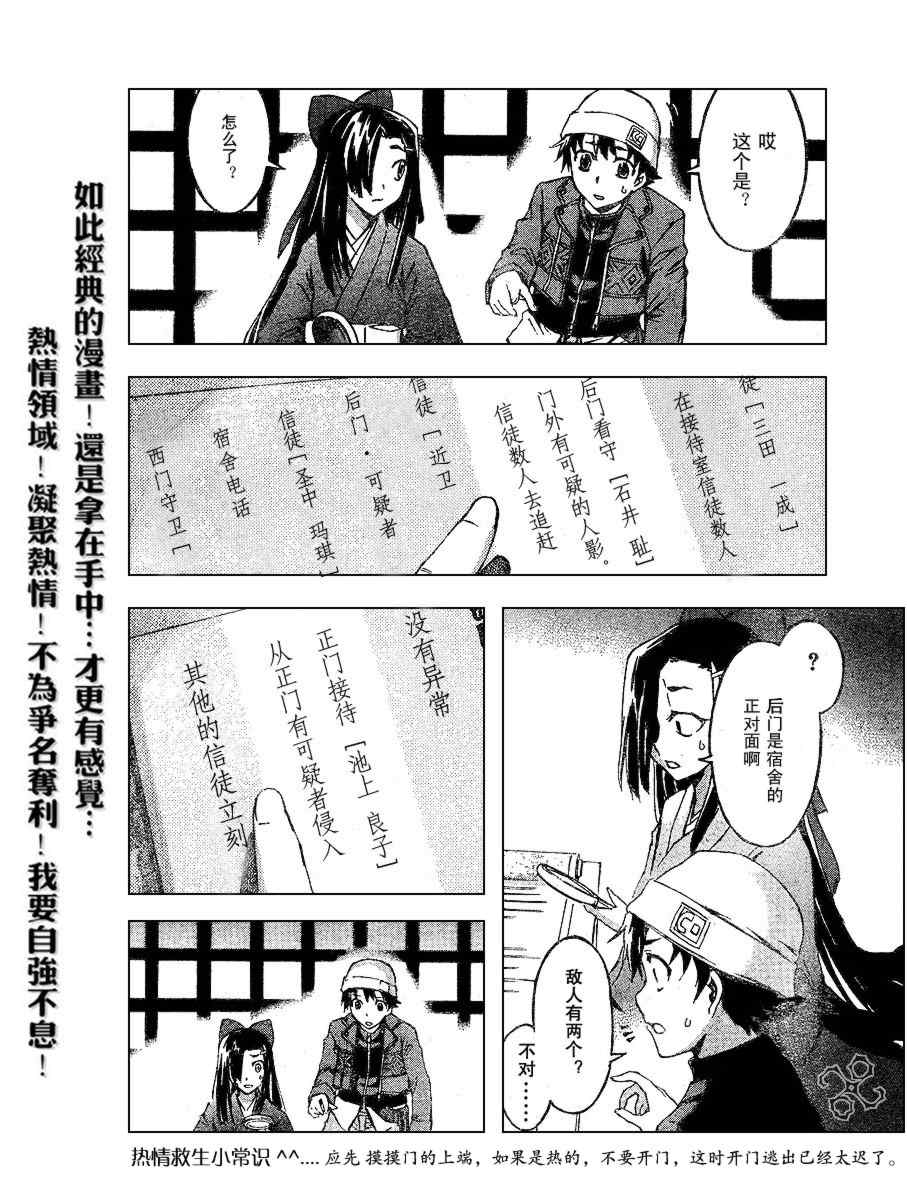 哎
这个是？
怎么了？
徒［三田　一成］
在接待室信徒数人
后门看守［石井　耻］
门外有可疑的人影。
信徒数人去追赶
信徒［近卫
后门・可疑者
信徒［圣中　玛琪］
宿舍电话
西门守卫［
？
后门是宿舍的
正对面啊
敌人有两个？
不对……
没有异常
正门接待［池上　良子］
从正门有可疑者侵入
其他的信徒立刻
如此經典的漫畫！還是拿在手中…才更有感覺…
熱情領域！凝聚熱情！不為爭名奪利！我要自強不息！
热情救生小常识 ^^.... 应先 摸摸门的上端，如果是热的，不要开门，这时开门逃出已经太迟了。